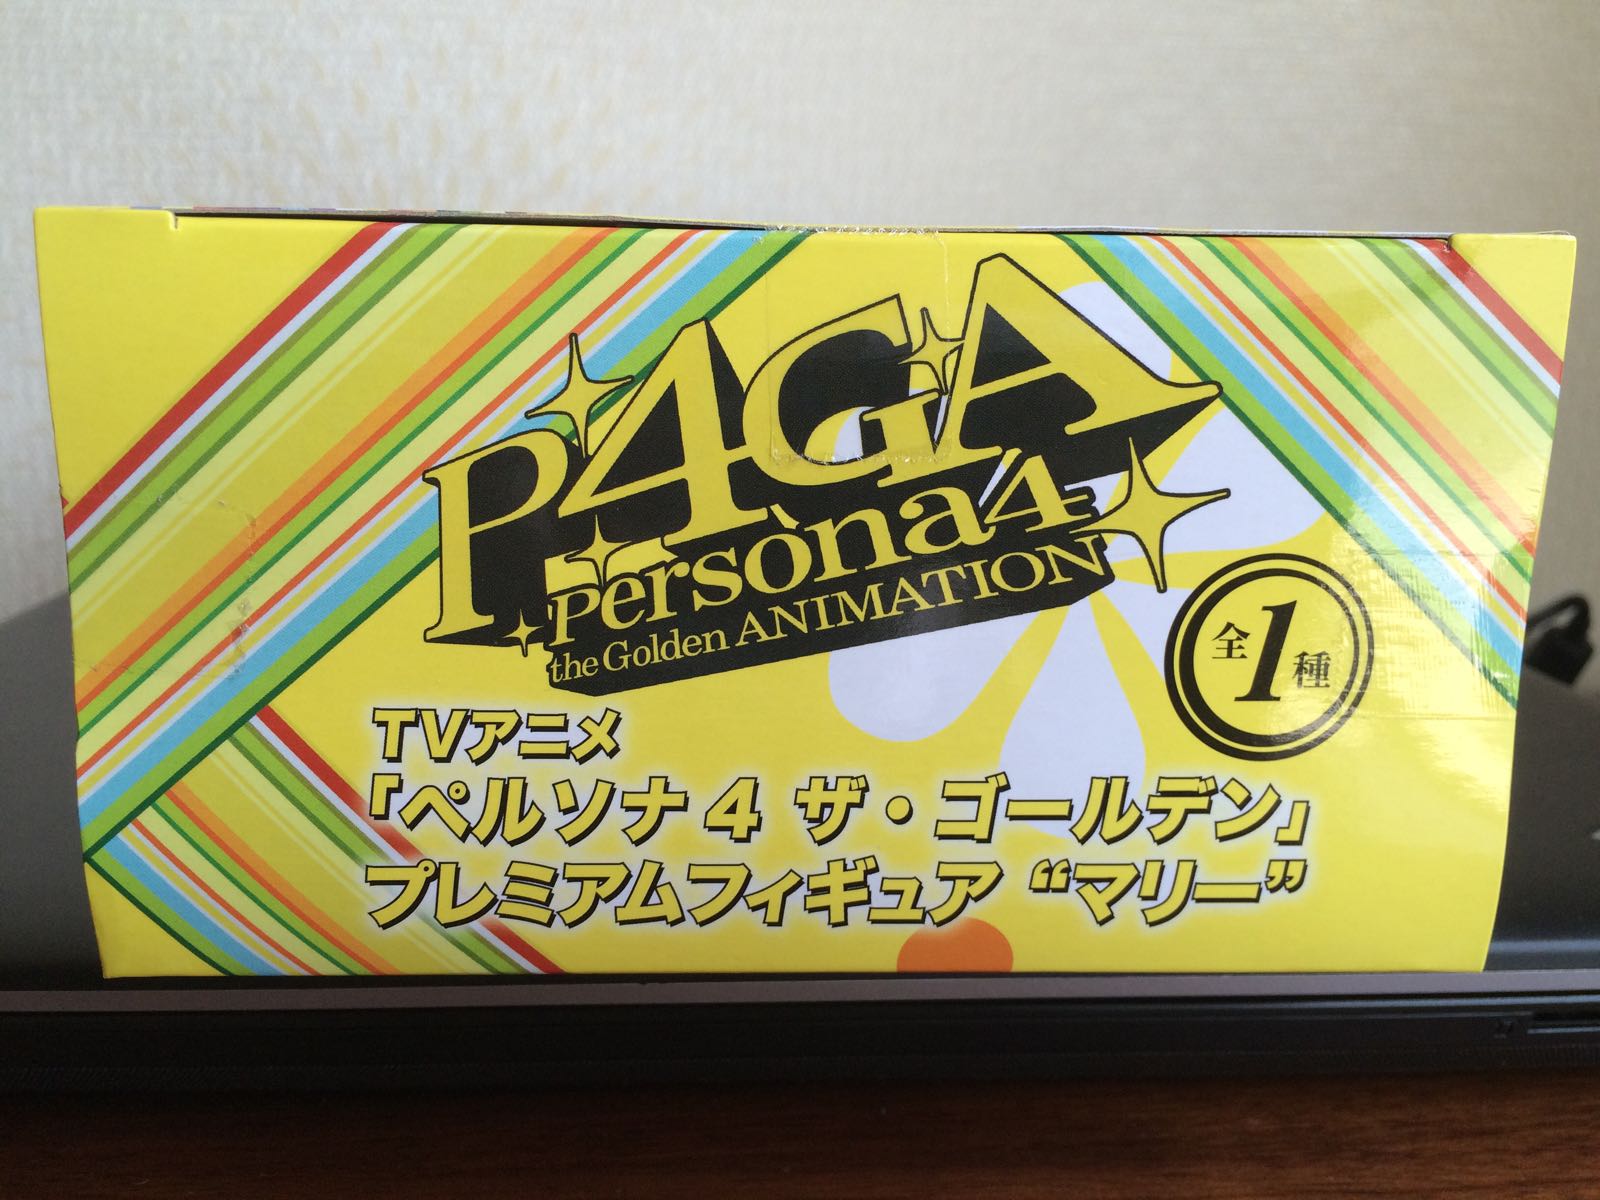 P4GA
Persona4
the Golden ANIMATION
全1種
TVアニメ
「ペルソナ4 ザ・ゴールデン」
プレミアムフィギュア “マリー”